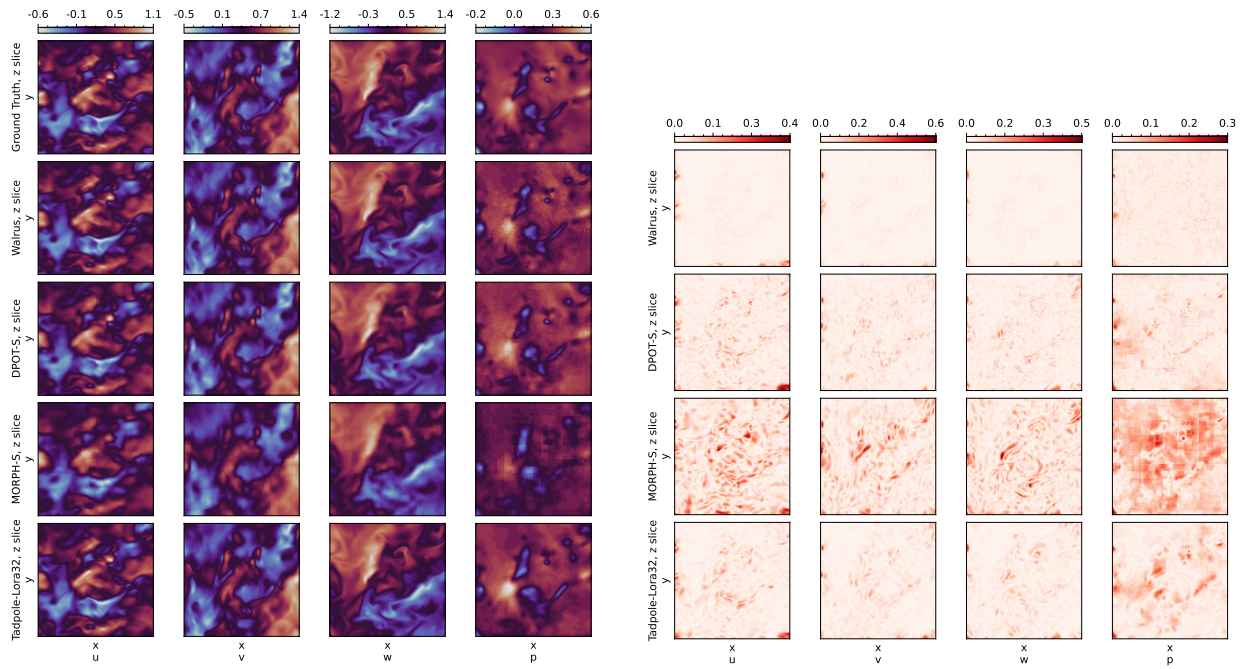 -0.6 -0.1 0.5 1.1 -0.5 0.1 0.7 1.4 -1.2 -0.3 0.5 1.4 -0.2 0.0 0.3 0.6
Ground Truth, z slice
y
Walrus, z slice
y
DPOT-S, z slice
y
MORPH-S, z slice
y
Tadpole-Lora32, z slice
y
x x x x
u v w p
0.0 0.1 0.3 0.4 0.0 0.2 0.4 0.6 0.0 0.2 0.3 0.5 0.0 0.1 0.2 0.3
Walrus, z slice
y
DPOT-S, z slice
y
MORPH-S, z slice
y
Tadpole-Lora32, z slice
y
x x x x
u v w p